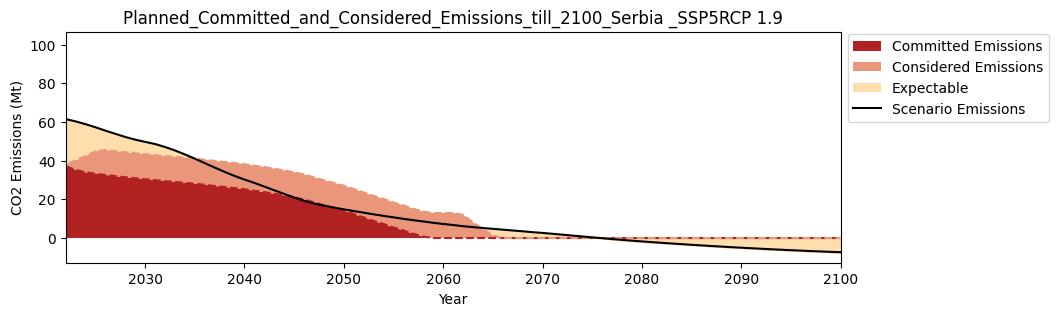 Planned_Committed_and_Considered_Emissions_till_2100_Serbia _SSP5RCP 1.9
CO2 Emissions (Mt)
100
80
60
40
20
0
2030 2040 2050 2060 2070 2080 2090 2100
Year
Committed Emissions
Considered Emissions
Expectable
Scenario Emissions